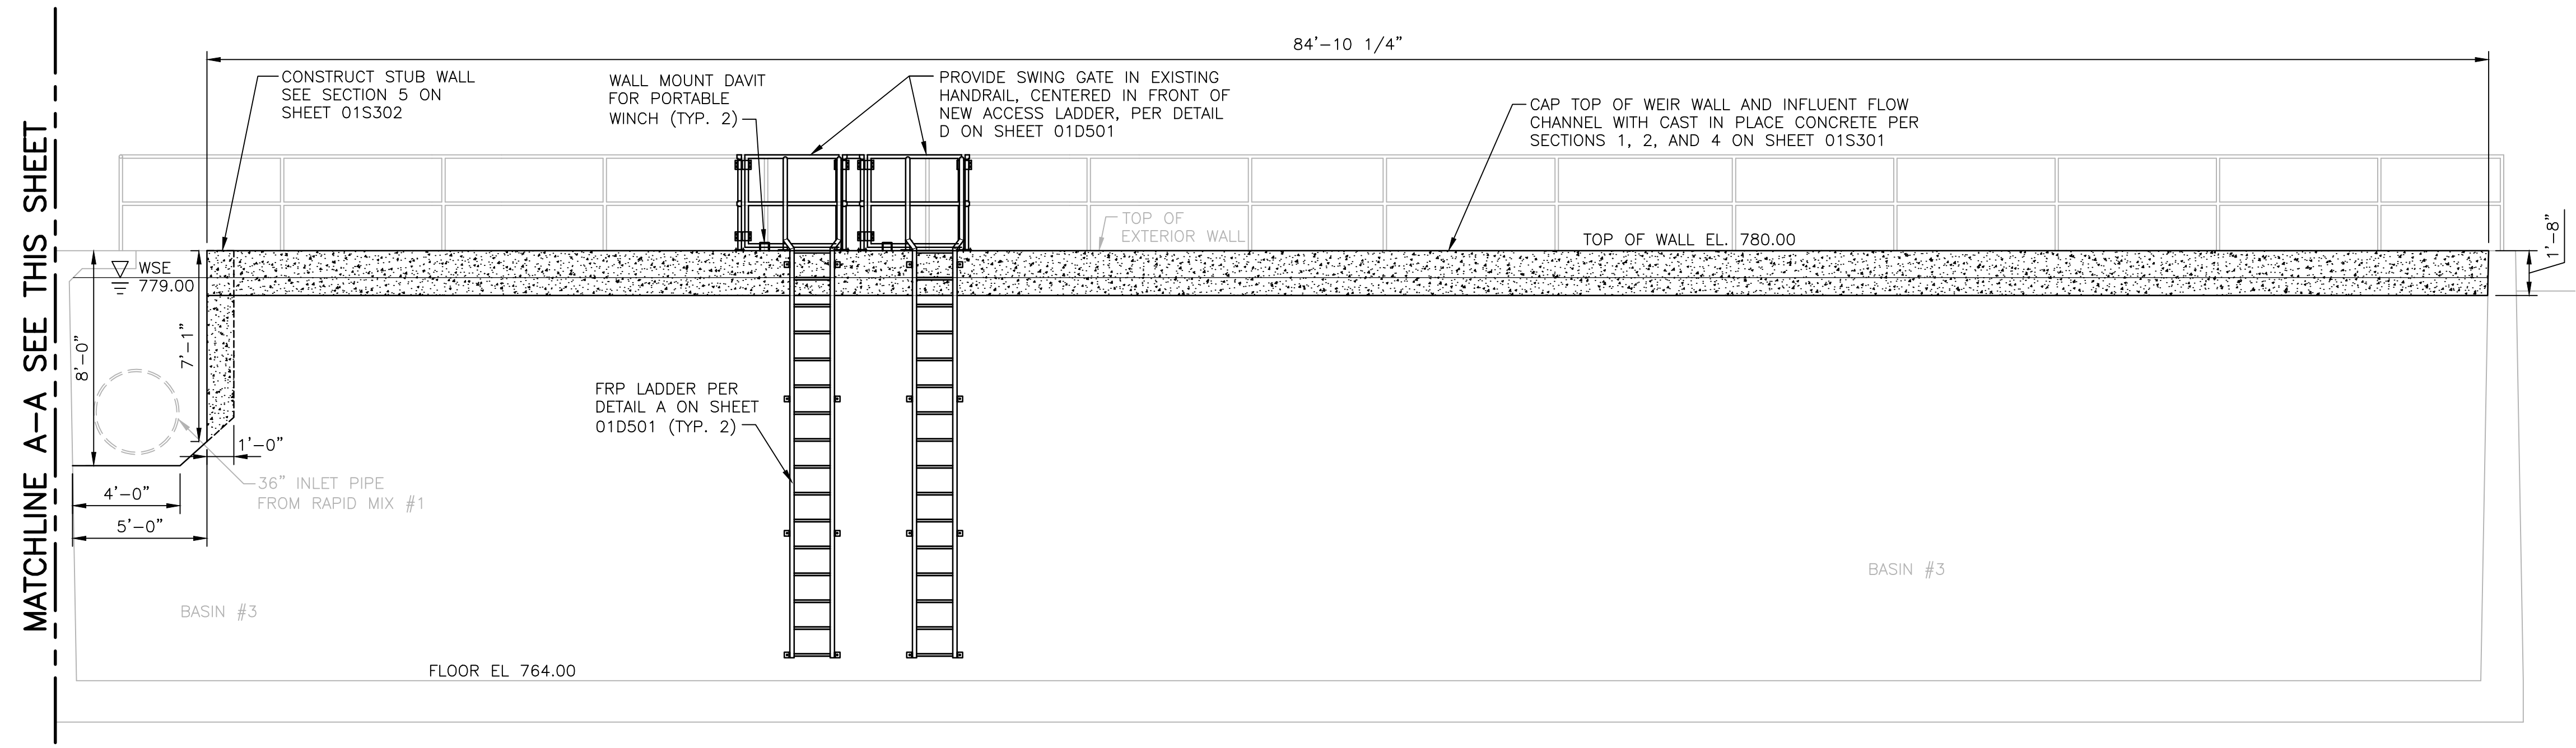 MATCHLINE A-A SEE THIS SHEET
84'-10 1/4"
CONSTRUCT STUB WALL
SEE SECTION 5 ON
SHEET 01S302
WALL MOUNT DAVIT
FOR PORTABLE
WINCH (TYP. 2)
PROVIDE SWING GATE IN EXISTING
HANDRAIL, CENTERED IN FRONT OF
NEW ACCESS LADDER, PER DETAIL
D ON SHEET 01D501
CAP TOP OF WEIR WALL AND INFLUENT FLOW
CHANNEL WITH CAST IN PLACE CONCRETE PER
SECTIONS 1, 2, AND 4 ON SHEET 01S301
TOP OF
EXTERIOR WALL
TOP OF WALL EL. 780.00
1'-8"
WSE
779.00
8'-0"
7'-1"
1'-0"
FRP LADDER PER
DETAIL A ON SHEET
01D501 (TYP. 2)
36" INLET PIPE
FROM RAPID MIX #1
4'-0"
5'-0"
BASIN #3
BASIN #3
FLOOR EL 764.00